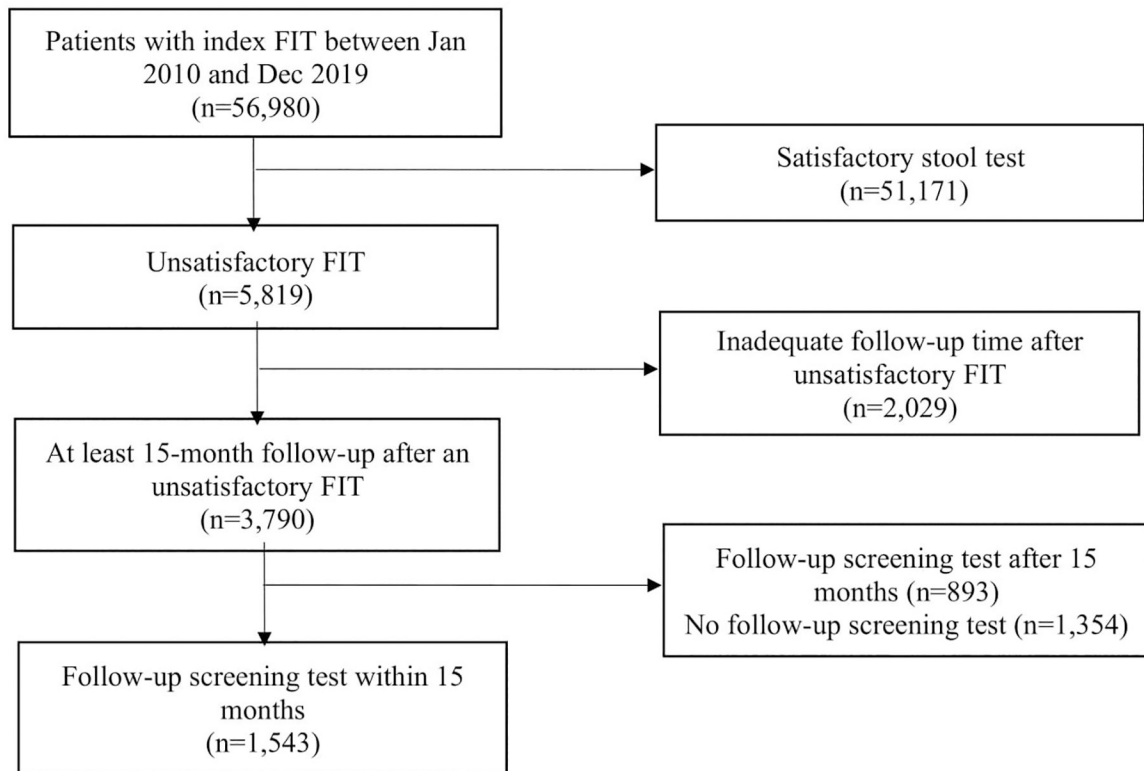 Patients with index FIT between Jan
2010 and Dec 2019
(n=56,980)
Satisfactory stool test
(n=51,171)
Unsatisfactory FIT
(n=5,819)
Inadequate follow-up time after
unsatisfactory FIT
(n=2,029)
At least 15-month follow-up after an
unsatisfactory FIT
(n=3,790)
Follow-up screening test after 15
months (n=893)
No follow-up screening test (n=1,354)
Follow-up screening test within 15
months
(n=1,543)